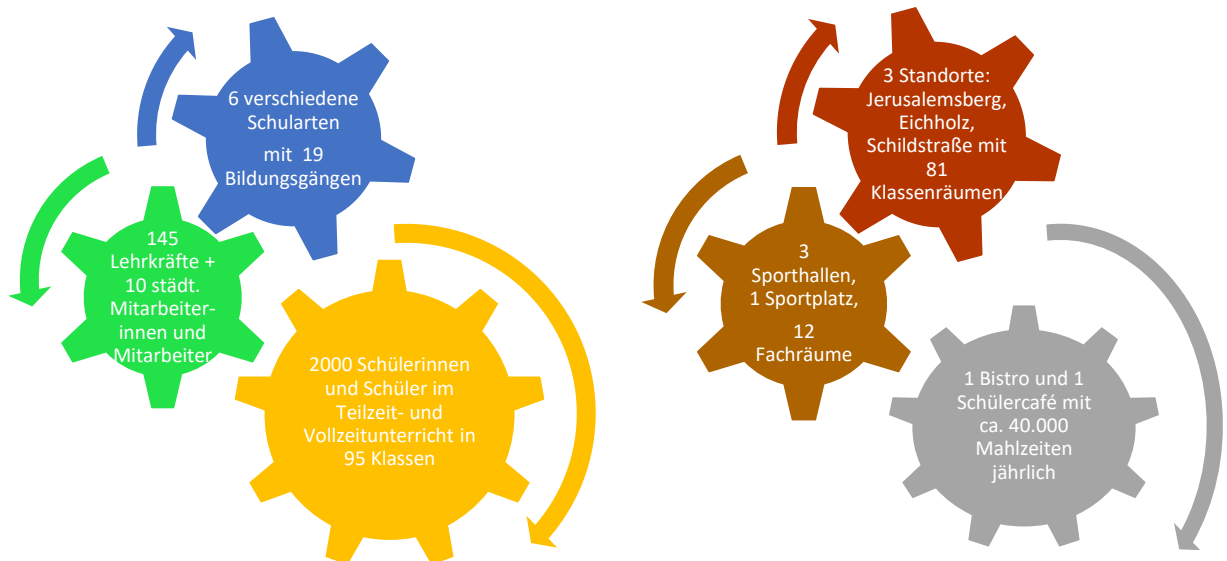 6 verschiedene
Schularten
mit 19
Bildungsgängen
145
Lehrkräfte +
10 städt.
Mitarbeiter-
innen und
Mitarbeiter
2000 Schülerinnen
und Schüler im
Teilzeit- und
Vollzeitunterricht in
95 Klassen
3 Standorte:
Jerusalemsberg,
Eichholz,
Schildstraße mit
81
Klassenräumen
3
Sporthallen,
1 Sportplatz,
12
Fachräume
1 Bistro und 1
Schülercafé mit
ca. 40.000
Mahlzeiten
jährlich